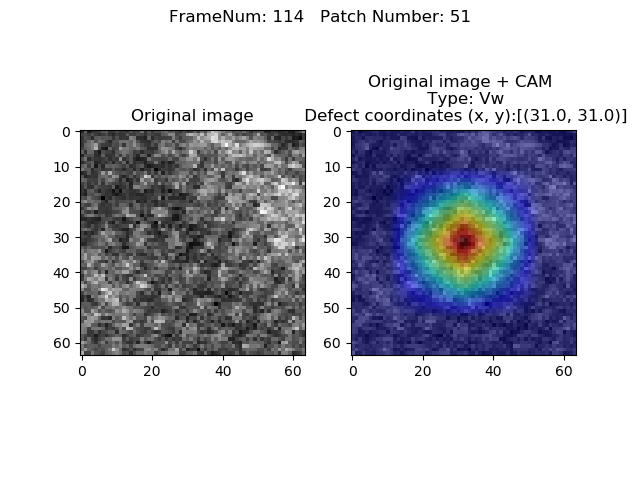 FrameNum: 114   Patch Number: 51
Original image
Original image + CAM
Type: Vw
Defect coordinates (x, y):[(31.0, 31.0)]
0
10
20
30
40
50
60
0 20 40 60
0
10
20
30
40
50
60
0 20 40 60